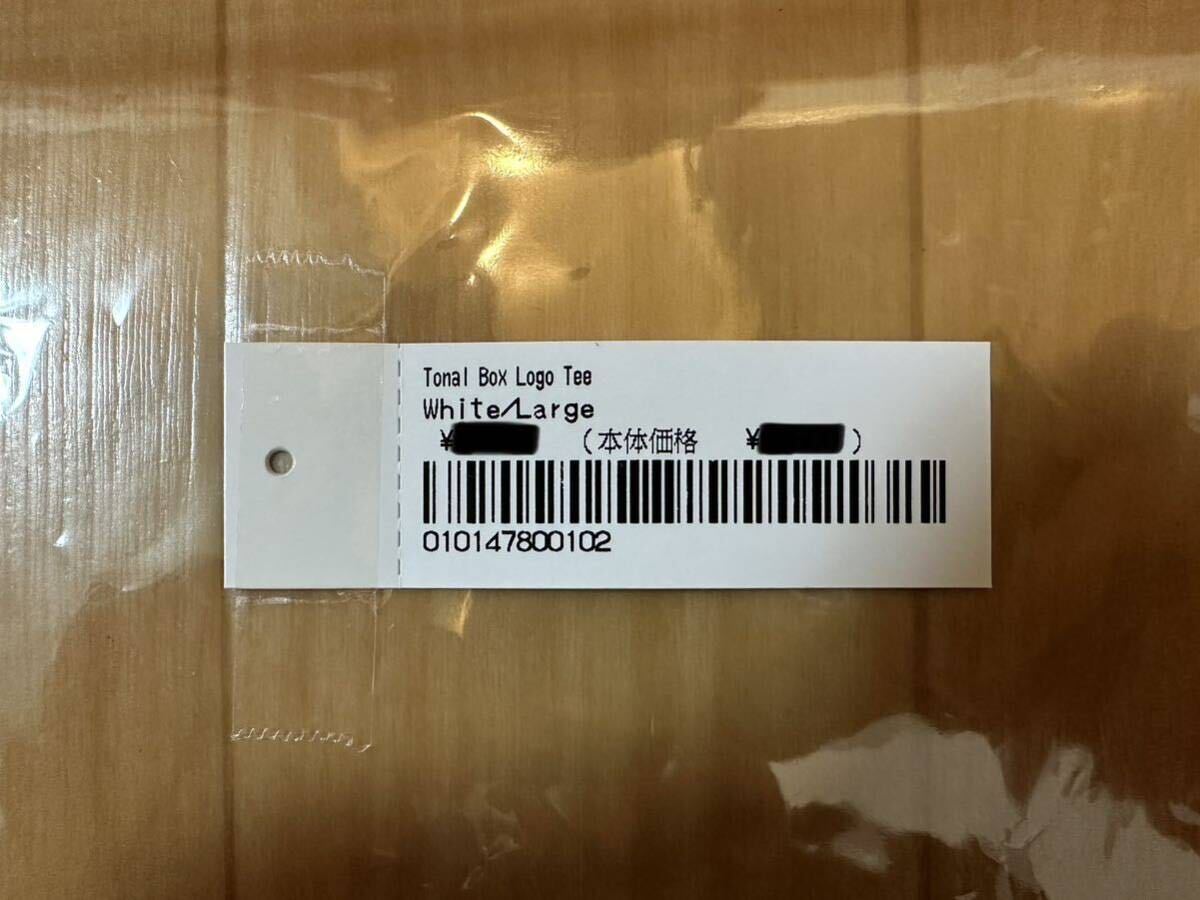 Tonal Box Logo Tee
White/Large
¥ (本体価格 ¥ )
010147800102